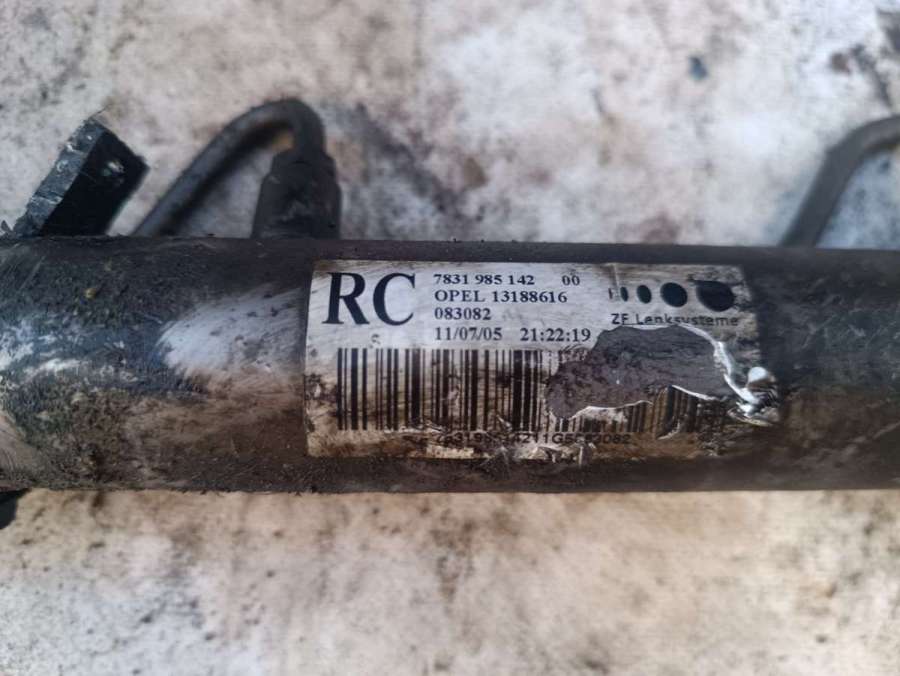 RC
7831 985 142 00
OPEL 13188616
083082
11/07/05 21:22:19
ZF Lenksysteme